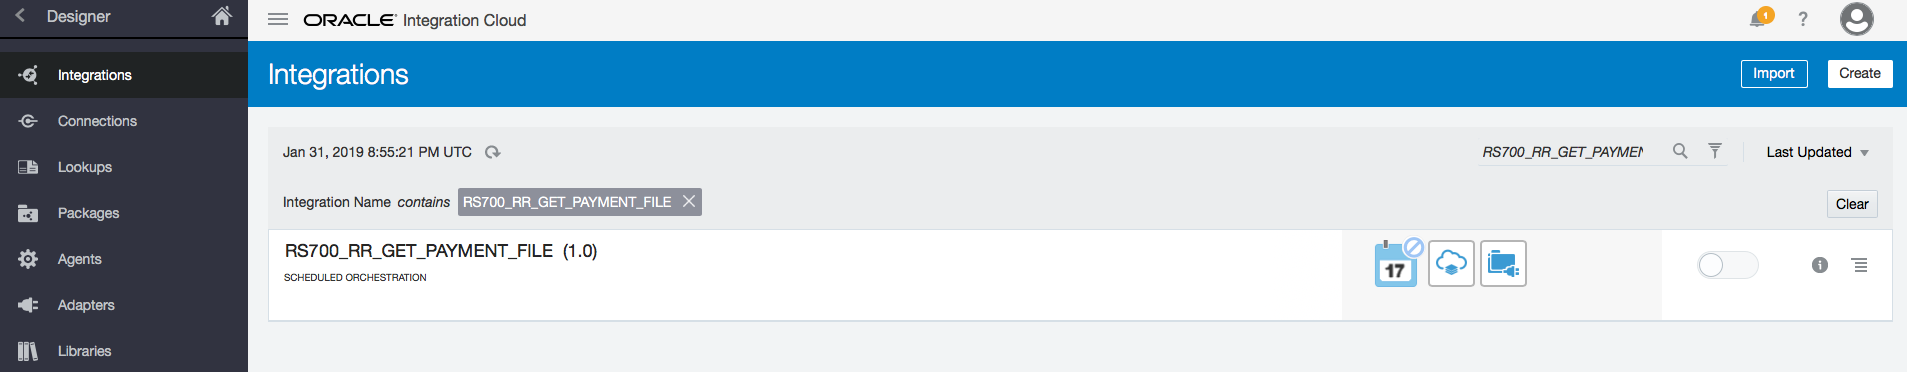 Designer
Integrations
Connections
Lookups
Packages
Agents
Adapters
Libraries
ORACLE® Integration Cloud
1
?
Integrations
Import
Create
Jan 31, 2019 8:55:21 PM UTC
RS700_RR_GET_PAYMEN
Last Updated
Integration Name contains RS700_RR_GET_PAYMENT_FILE
Clear
RS700_RR_GET_PAYMENT_FILE (1.0)
SCHEDULED ORCHESTRATION
17